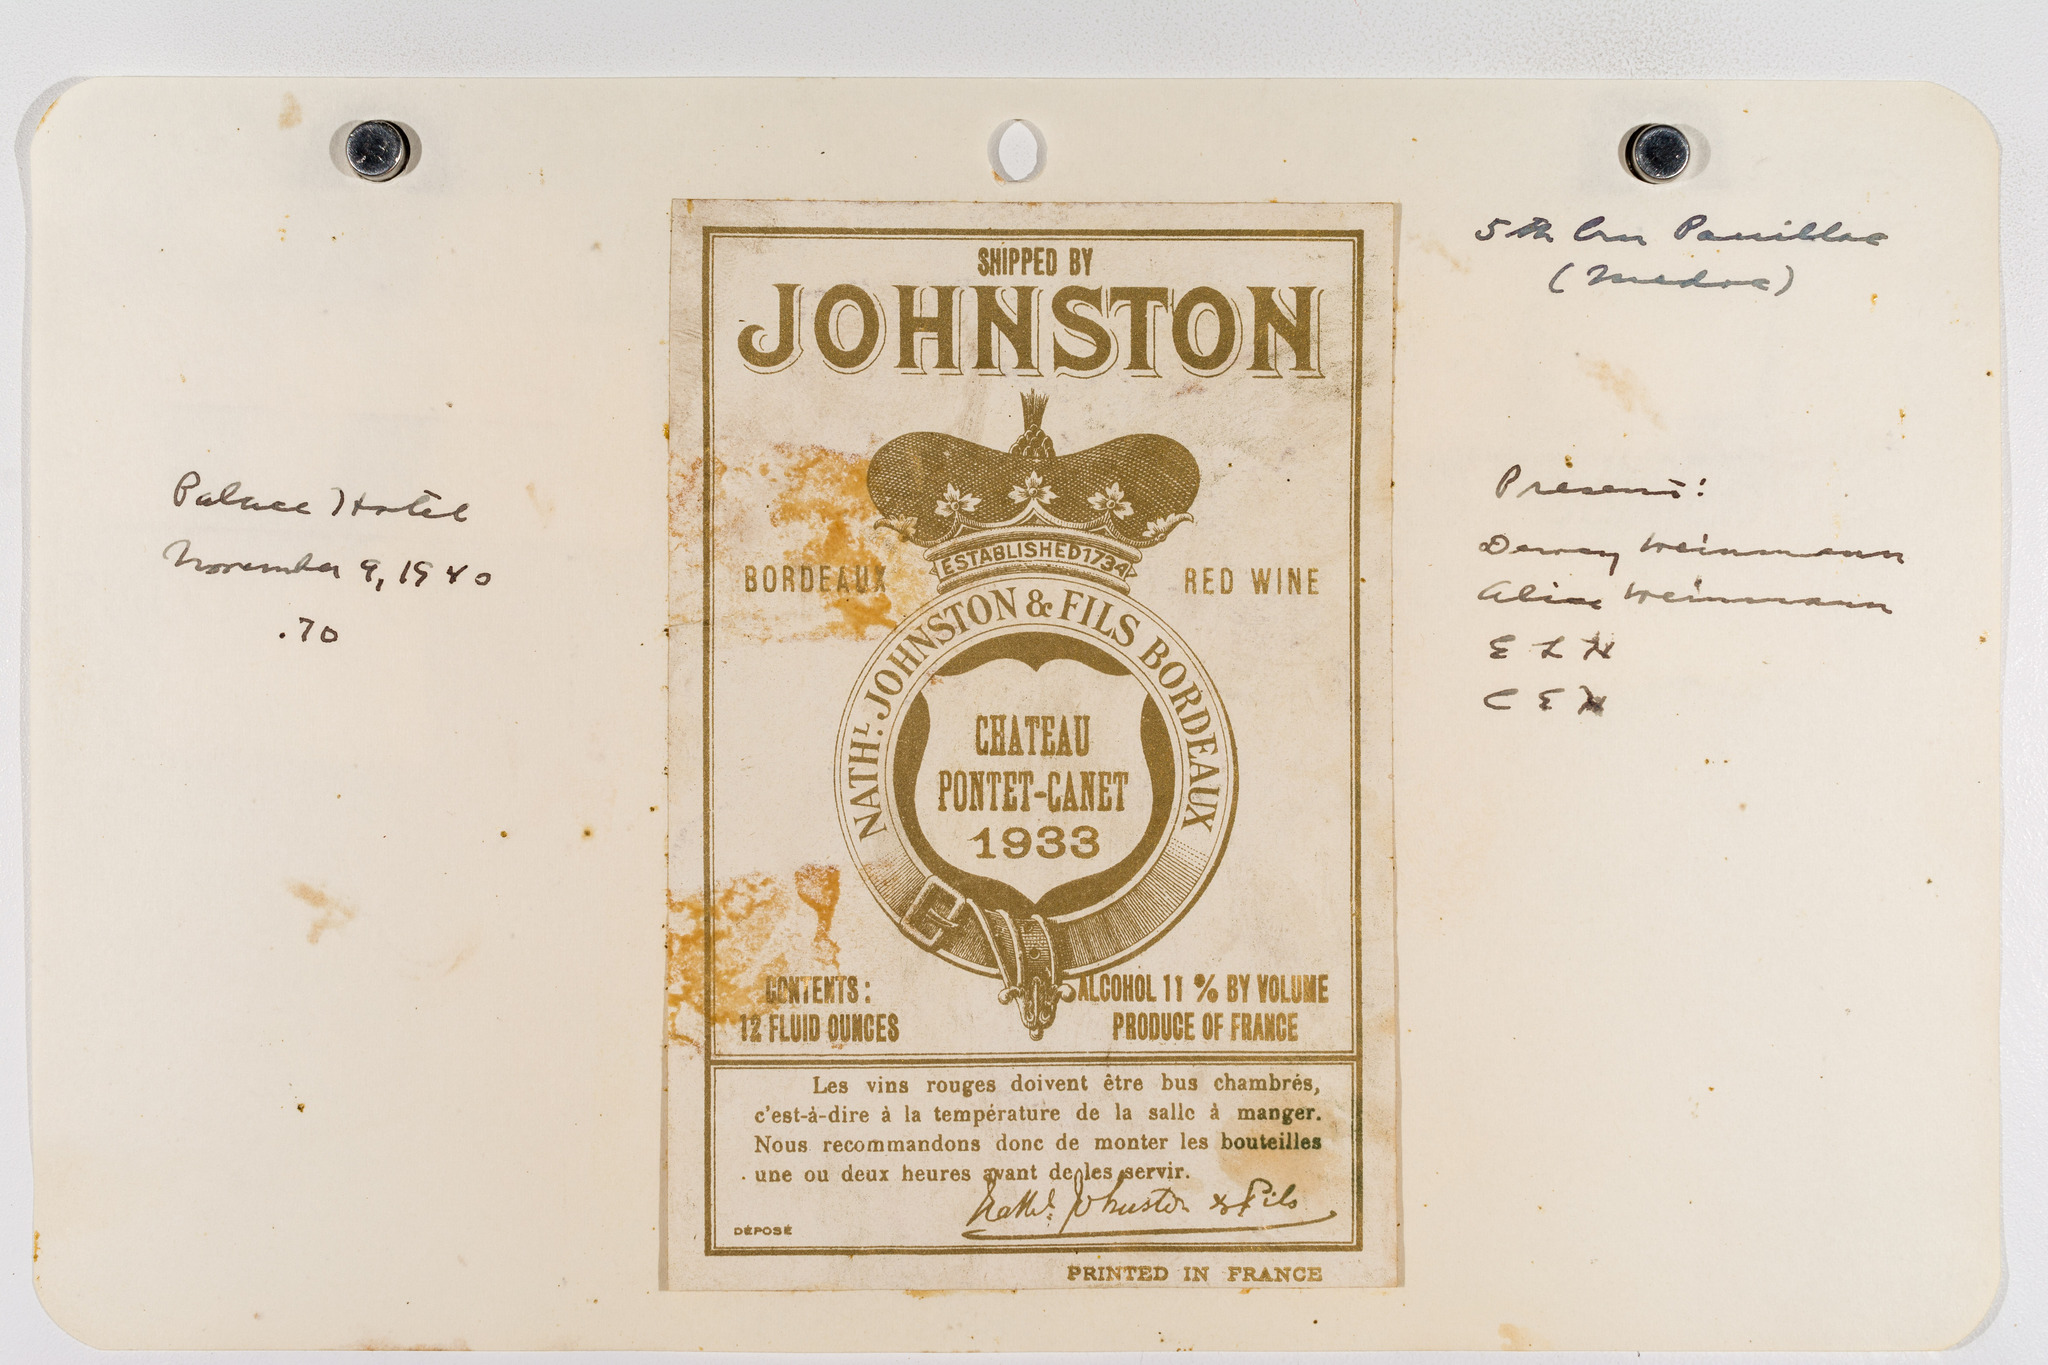 SHIPPED BY
JOHNSTON
ESTABLISHED 1734
BORDEAUX RED WINE
NATHL. JOHNSTON & FILS BORDEAUX
CHATEAU
PONTET-CANET
1933
CONTENTS:
12 FLUID OUNCES
ALCOHOL 11 % BY VOLUME
PRODUCE OF FRANCE
Les vins rouges doivent être bus chambrés,
c'est-à-dire à la température de la salle à manger.
Nous recommandons donc de monter les bouteilles
une ou deux heures avant de les servir.
Nathl. Johnston & Fils
DÉPOSÉ
PRINTED IN FRANCE
Palace Hotel
November 9, 1940
.70
5th Cru Pauillac
(Medoc)
Present:
Dewey Weinmann
Alice Weinmann
E L H
C E H